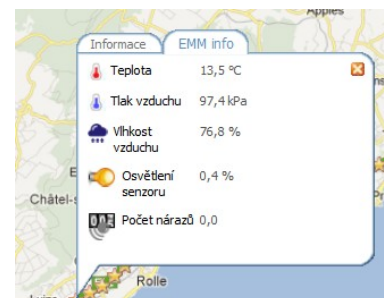 Apples
Informace EMM info
Teplota 13,5 °C
Tlak vzduchu 97,4 kPa
Vlhkost vzduchu 76,8 %
Osvětlení senzoru 0,4 %
Počet nárazů 0,0
Châtel-s
Rolle